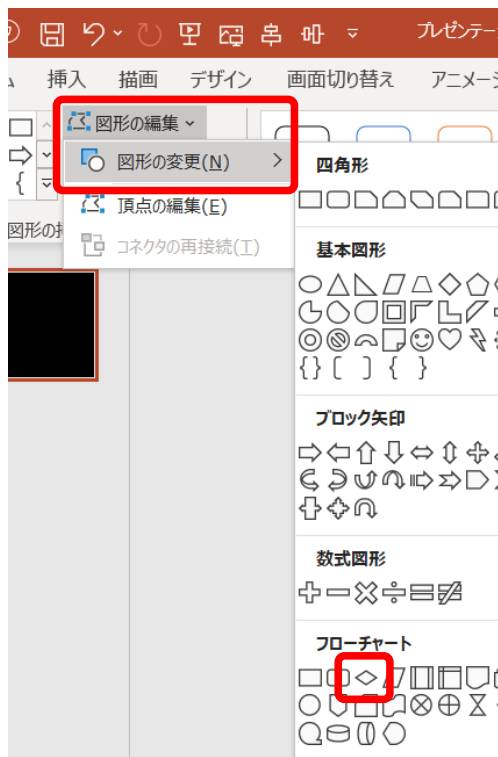 プレゼンテー
挿入 描画 デザイン 画面切り替え アニメーシ
図形の編集
図形の変更(N)
頂点の編集(E)
図形の挿
コネクタの再接続(T)
四角形
基本図形
ブロック矢印
数式図形
フローチャート